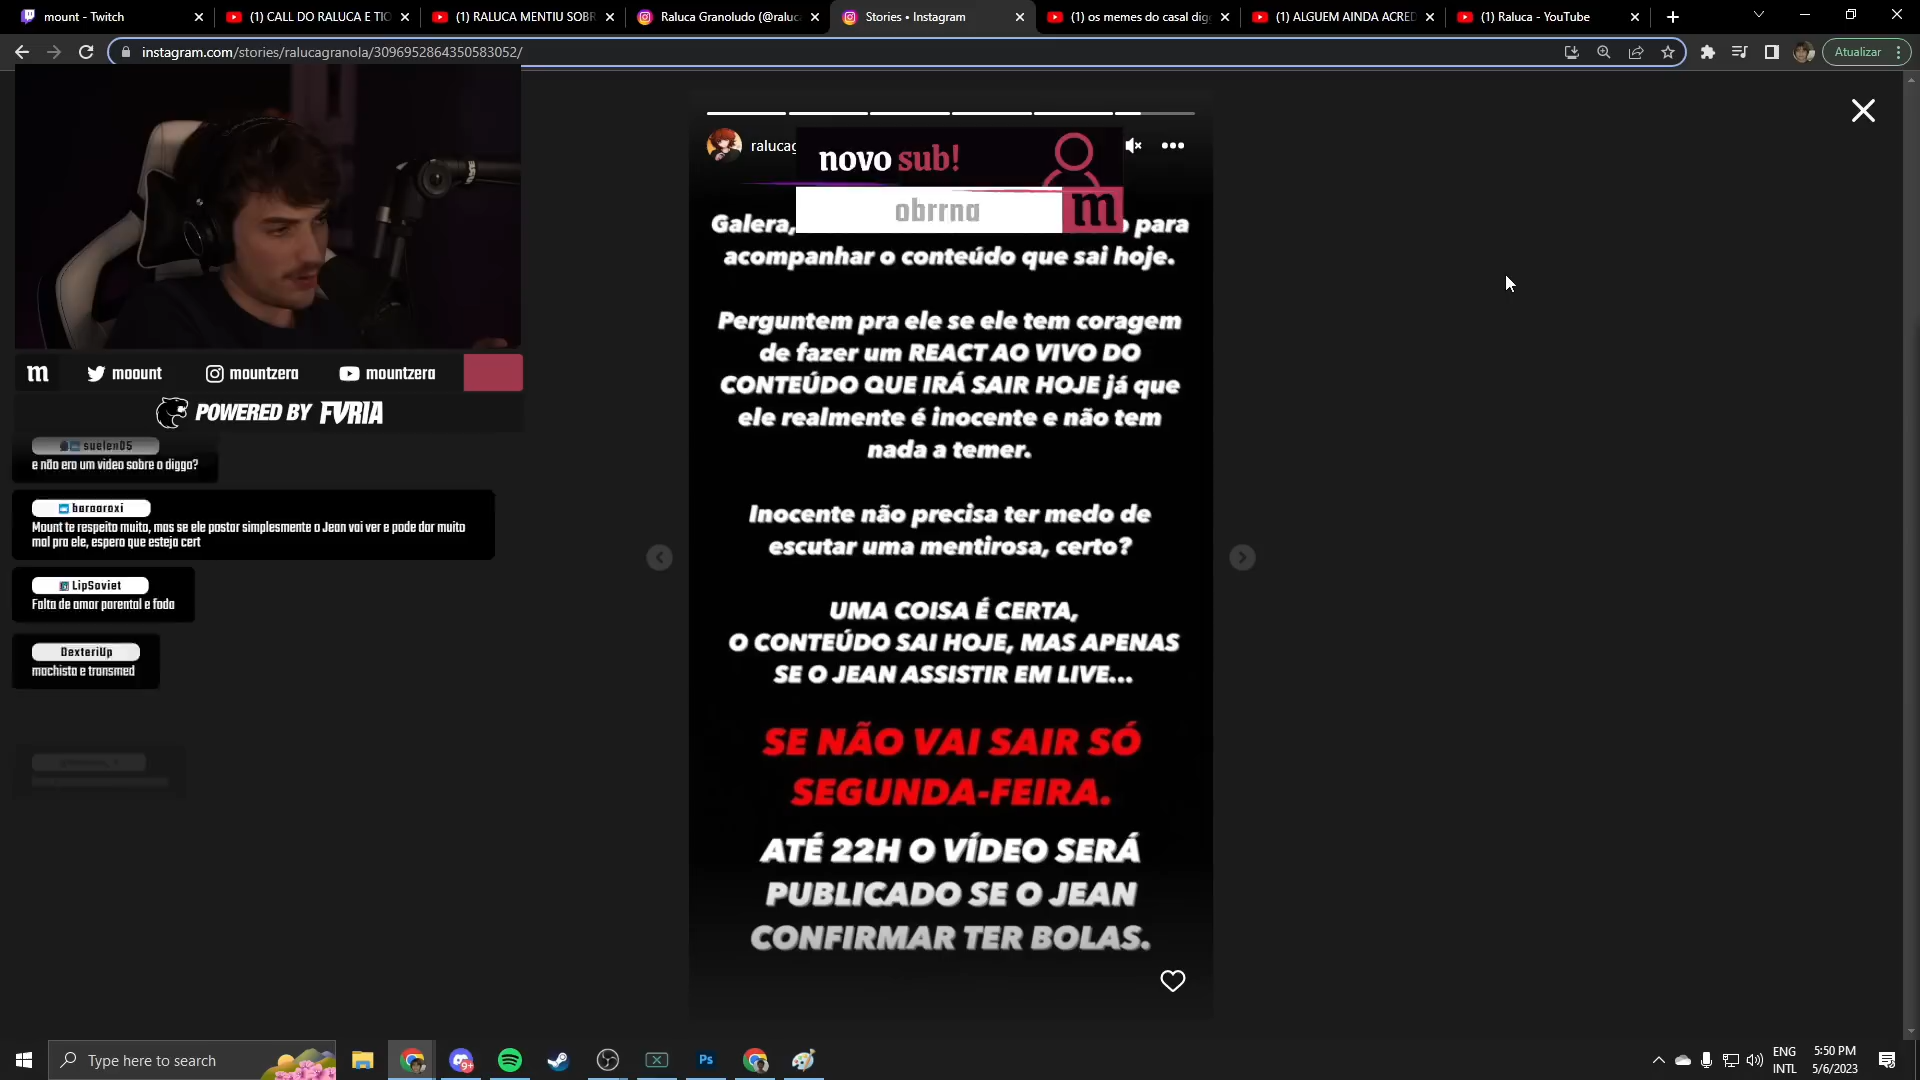 mount - Twitch
(1) CALL DO RALUCA E TIO
(1) RALUCA MENTIU SOBR
Raluca Granoludo (@raluca
Stories • Instagram
(1) os memes do casal digg
(1) ALGUEM AINDA ACRED
(1) Raluca - YouTube
instagram.com/stories/ralucagranola/3096952864350583052/
Atualizar
ralucag
novo sub!
obrrna
m
Galera,
para
acompanhar o conteúdo que sai hoje.
Perguntem pra ele se ele tem coragem
de fazer um REACT AO VIVO DO
CONTEÚDO QUE IRÁ SAIR HOJE já que
ele realmente é inocente e não tem
nada a temer.
Inocente não precisa ter medo de
escutar uma mentirosa, certo?
UMA COISA É CERTA,
O CONTEÚDO SAI HOJE, MAS APENAS
SE O JEAN ASSISTIR EM LIVE...
SE NÃO VAI SAIR SÓ
SEGUNDA-FEIRA.
ATÉ 22H O VÍDEO SERÁ
PUBLICADO SE O JEAN
CONFIRMAR TER BOLAS.
m
moount
mountzera
mountzera
POWERED BY FVRIA
suelen05
e não era um video sobre o digga?
baraaroxi
Mount te respeito muito, mas se ele postar simplesmente o Jean vai ver e pode dar muito
mal pra ele, espero que esteja cert
LipSoviet
Falta de amor parental e foda
DexteriUp
machista e transmed
Type here to search
9+
Ps
ENG
INTL
5:50 PM
5/6/2023